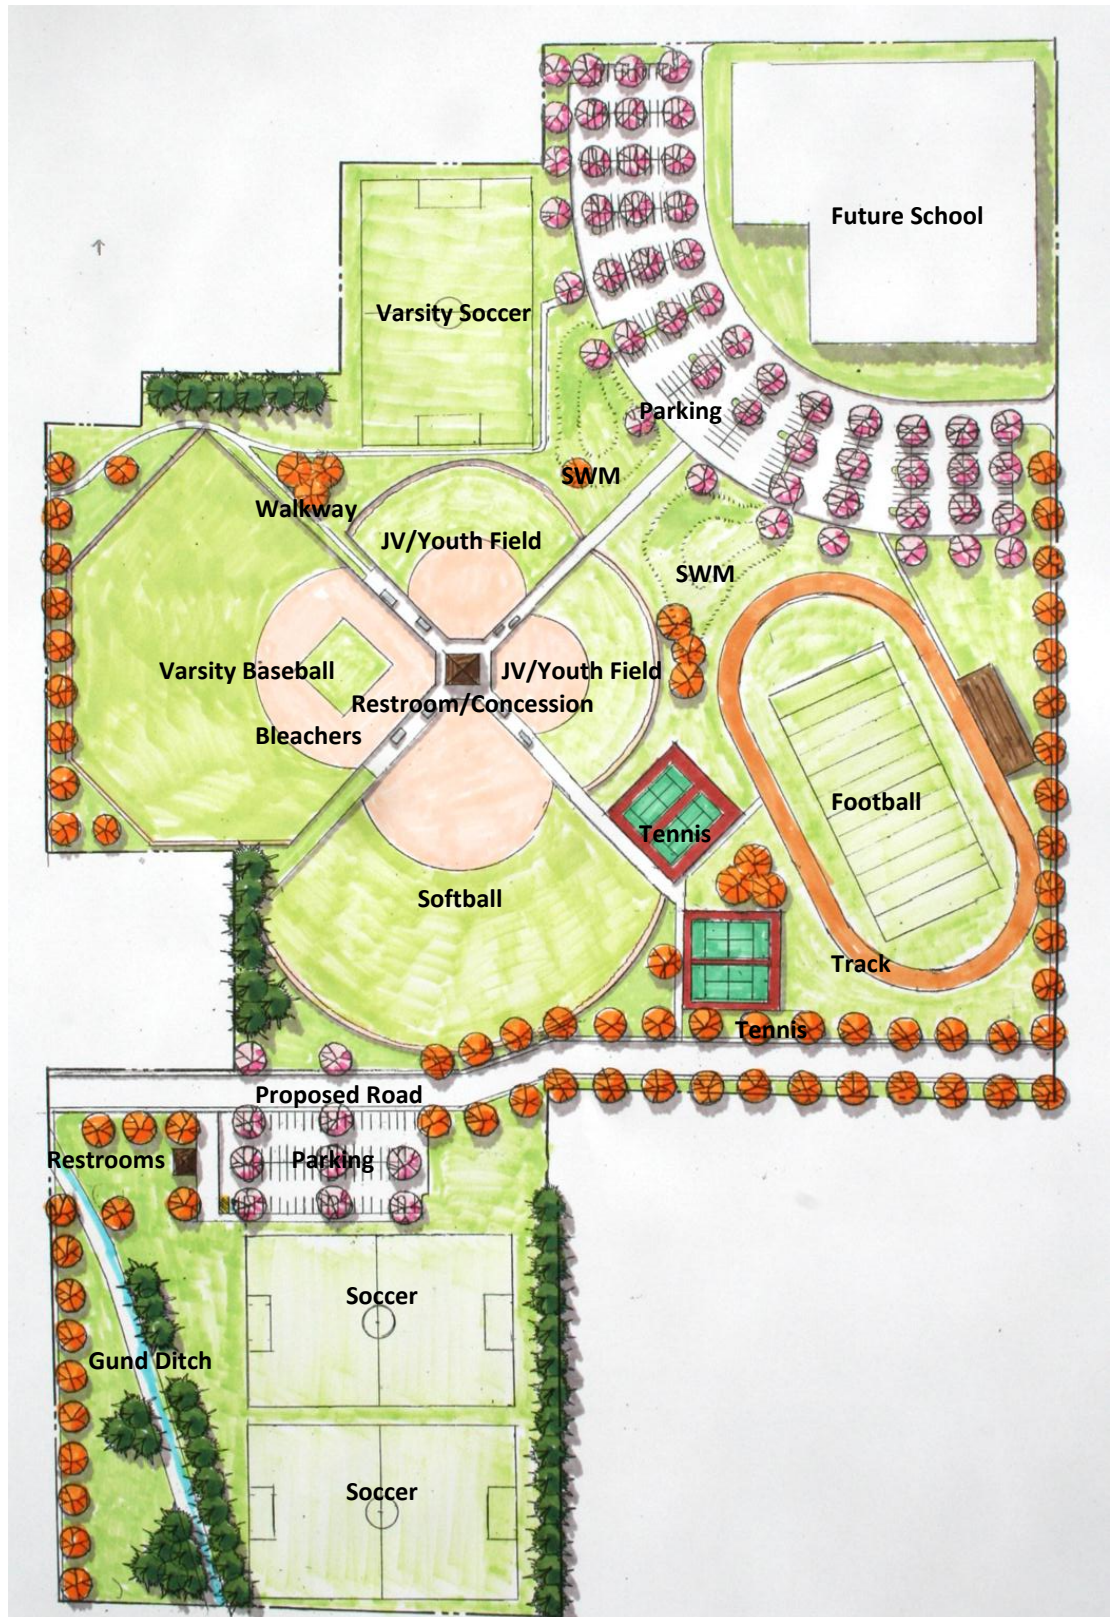 Future School
Varsity Soccer
Parking
SWM
Walkway
JV/Youth Field
SWM
Varsity Baseball
JV/Youth Field
Restroom/Concession
Bleachers
Football
Tennis
Softball
Track
Tennis
Proposed Road
Restrooms
Parking
Soccer
Gund Ditch
Soccer